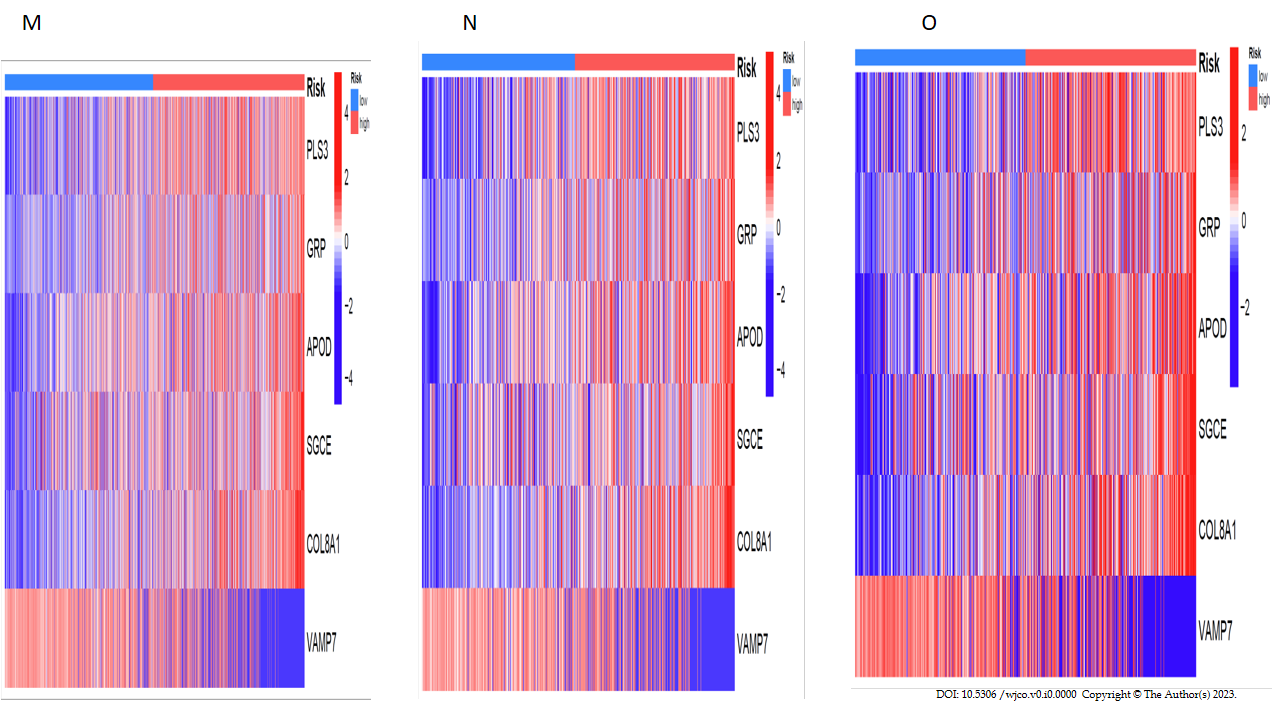 M
N
O
Risk
PLS3
GRP
APOD
SGCE
COL8A1
VAMP7
4
2
0
−2
−4
Risk
low
high
Risk
PLS3
GRP
APOD
SGCE
COL8A1
VAMP7
4
2
0
−2
−4
Risk
low
high
Risk
PLS3
GRP
APOD
SGCE
COL8A1
VAMP7
2
0
−2
Risk
low
high
DOI: 10.5306 /wjco.v0.i0.0000 Copyright © The Author(s) 2023.